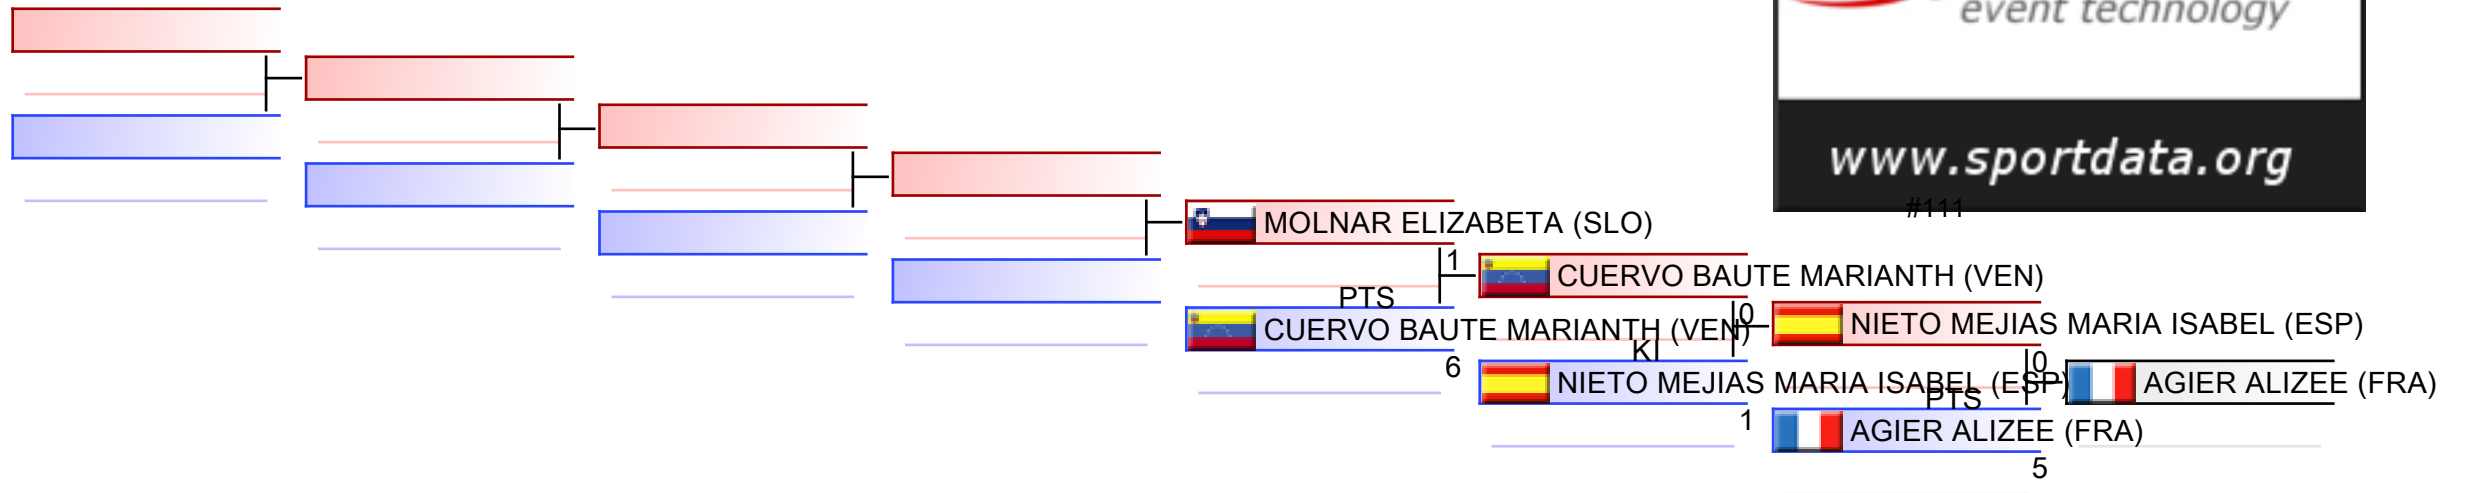 event technology
www.sportdata.org
#111
MOLNAR ELIZABETA (SLO)
1
CUERVO BAUTE MARIANTH (VEN)
PTS
0
CUERVO BAUTE MARIANTH (VEN)
NIETO MEJIAS MARIA ISABEL (ESP)
KI
6
0
NIETO MEJIAS MARIA ISABEL (ESP)
AGIER ALIZEE (FRA)
PTS
1
AGIER ALIZEE (FRA)
5